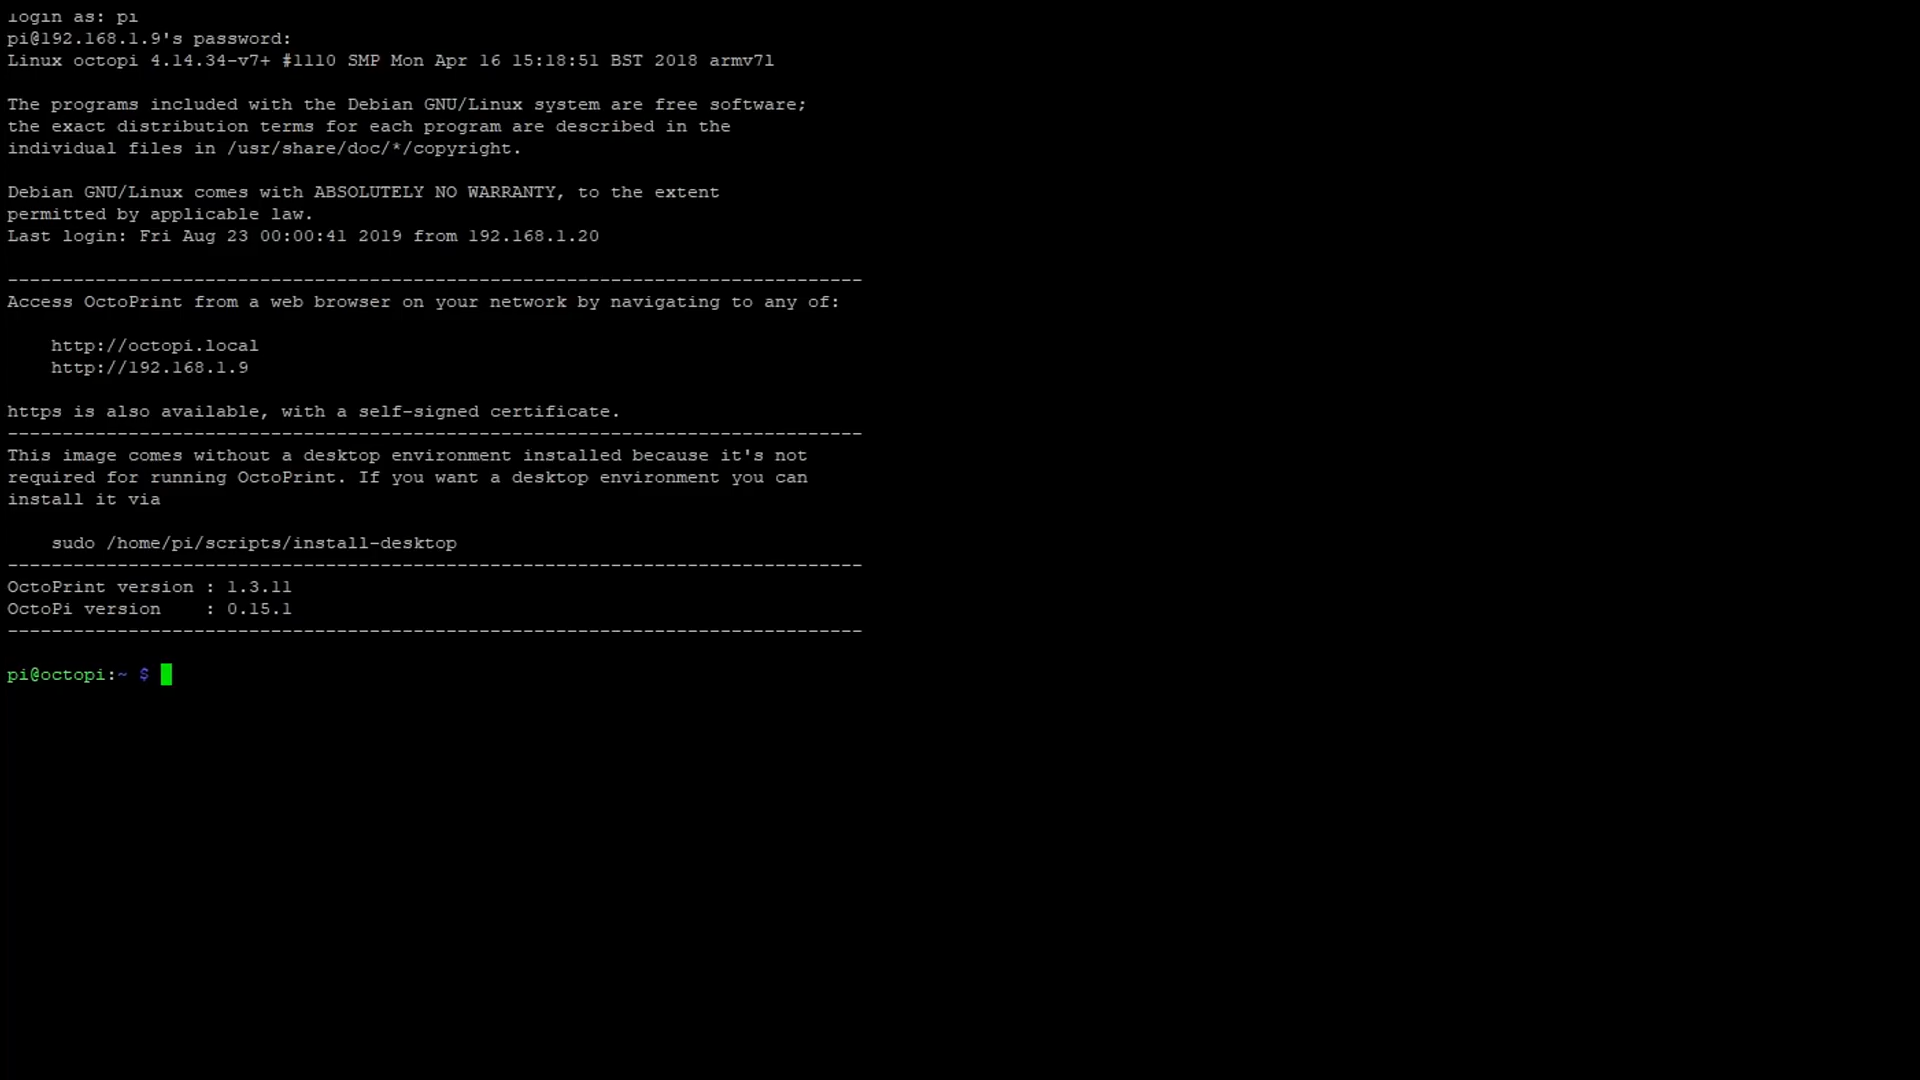 login as: pi
pi@192.168.1.9's password:
Linux octopi 4.14.34-v7+ #1110 SMP Mon Apr 16 15:18:51 BST 2018 armv7l
The programs included with the Debian GNU/Linux system are free software;
the exact distribution terms for each program are described in the
individual files in /usr/share/doc/*/copyright.
Debian GNU/Linux comes with ABSOLUTELY NO WARRANTY, to the extent
permitted by applicable law.
Last login: Fri Aug 23 00:00:41 2019 from 192.168.1.20
------------------------------------------------------------------------------
Access OctoPrint from a web browser on your network by navigating to any of:
http://octopi.local
http://192.168.1.9
https is also available, with a self-signed certificate.
------------------------------------------------------------------------------
This image comes without a desktop environment installed because it's not
required for running OctoPrint. If you want a desktop environment you can
install it via
sudo /home/pi/scripts/install-desktop
------------------------------------------------------------------------------
OctoPrint version : 1.3.11
OctoPi version    : 0.15.1
------------------------------------------------------------------------------
pi@octopi:~ $